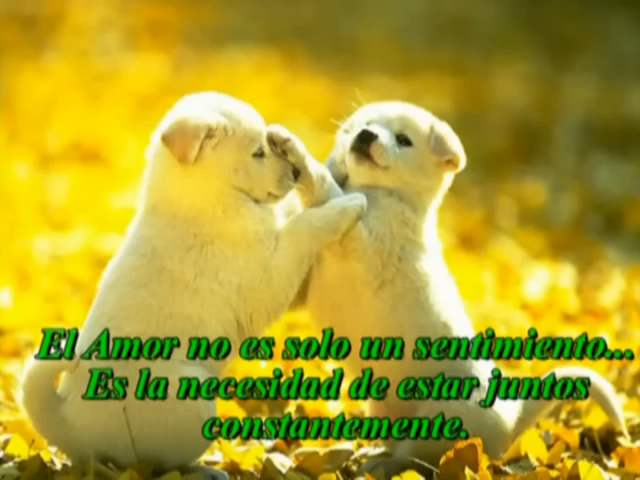 El Amor no es solo un sentimiento...
Es la necesidad de estar juntos
constantemente.